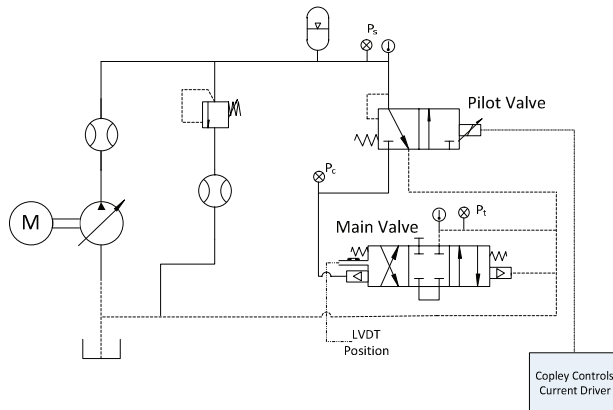 Ps
Pilot Valve
Pc
M
Main Valve
Pt
LVDT
Position
Copley Controls
Current Driver